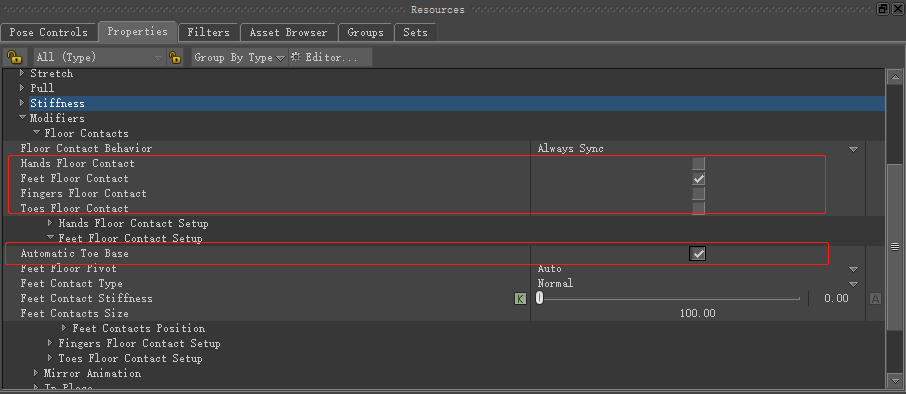 Resources
Pose Controls Properties Filters Asset Browser Groups Sets
All (Type) Group By Type Editor...
Stretch
Pull
Stiffness
Modifiers
Floor Contacts
Floor Contact Behavior Always Sync
Hands Floor Contact
Feet Floor Contact
Fingers Floor Contact
Toes Floor Contact
Hands Floor Contact Setup
Feet Floor Contact Setup
Automatic Toe Base
Feet Floor Pivot Auto
Feet Contact Type Normal
Feet Contact Stiffness K 0.00 A
Feet Contacts Size 100.00
Feet Contacts Position
Fingers Floor Contact Setup
Toes Floor Contact Setup
Mirror Animation
In Place